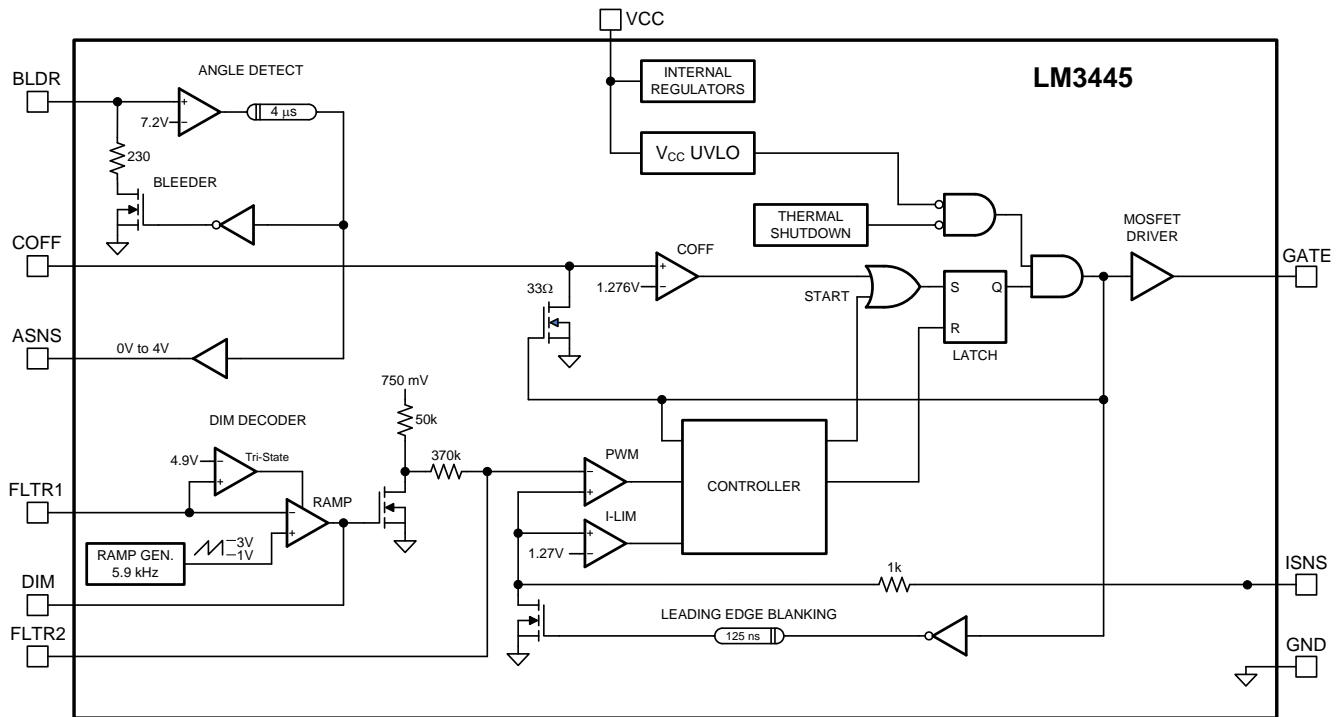 VCC
LM3445
BLDR
ANGLE DETECT
INTERNAL
REGULATORS
+
7.2V
−
4 µs
230
BLEEDER
VCC UVLO
THERMAL
SHUTDOWN
MOSFET
DRIVER
COFF
COFF
+
1.276V
−
33Ω
START
S
Q
R
LATCH
GATE
ASNS
0V to 4V
750 mV
50k
DIM DECODER
370k
4.9V
−
Tri-State
+
PWM
−
+
CONTROLLER
FLTR1
RAMP
−
+
I-LIM
+
1.27V
−
RAMP GEN.
5.9 kHz
3V
1V
DIM
1k
ISNS
LEADING EDGE BLANKING
125 ns
FLTR2
GND